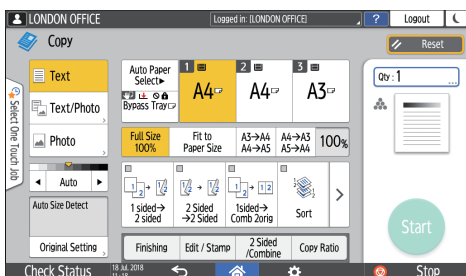 LONDON OFFICE
Logged in: [LONDON OFFICE]
?
Logout
Copy
Reset
Select One Touch Job
Text
Text/Photo
Photo
Auto
Auto Size Detect
Original Setting
Auto Paper
Select►
Bypass Tray
1
A4
2
A4
3
A3
Full Size
100%
Fit to
Paper Size
A3→A4
A4→A5
A4→A3
A5→A4
100%
1 sided→
2 sided
2 Sided
→2 Sided
1sided→
Comb 2orig
Sort
Finishing
Edit / Stamp
2 Sided
/Combine
Copy Ratio
Qty: 1
...
Start
Check Status
18 Jul. 2018
Stop